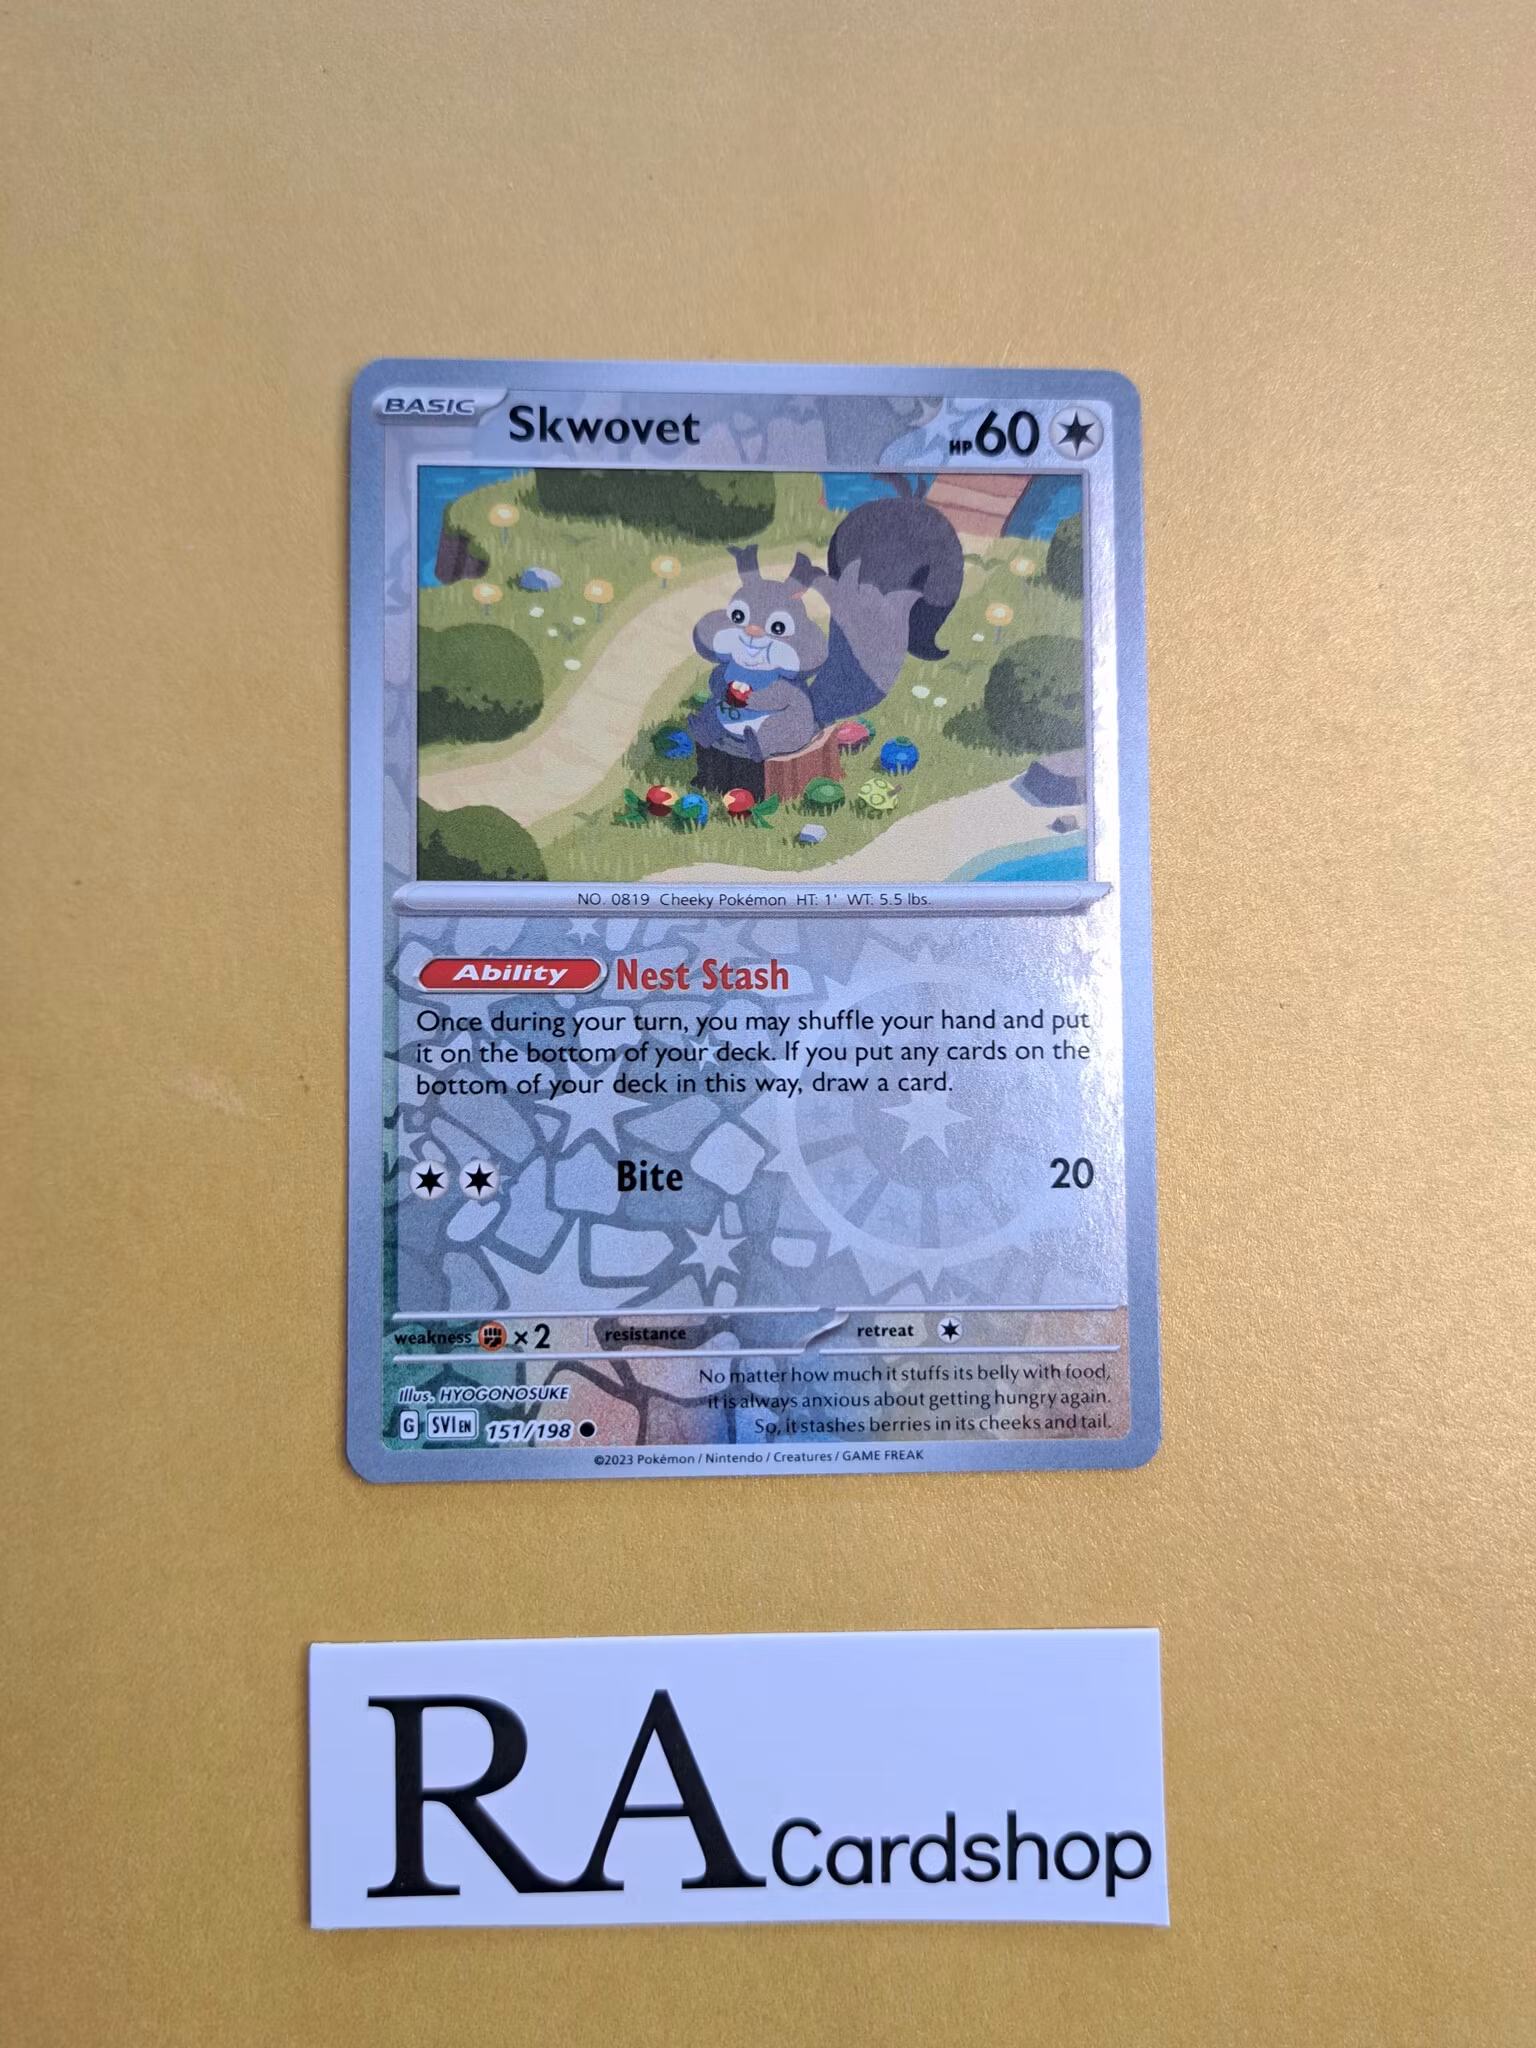 BASIC Skwovet HP 60
NO. 0819 Cheeky Pokémon HT: 1' WT: 5.5 lbs.
Ability Nest Stash
Once during your turn, you may shuffle your hand and put
it on the bottom of your deck. If you put any cards on the
bottom of your deck in this way, draw a card.
Bite 20
weakness ×2 resistance retreat
No matter how much it stuffs its belly with food,
it is always anxious about getting hungry again.
So, it stashes berries in its cheeks and tail.
Illus. HYOGONOSUKE
G SVI EN 151/198
©2023 Pokémon / Nintendo / Creatures / GAME FREAK
RA Cardshop